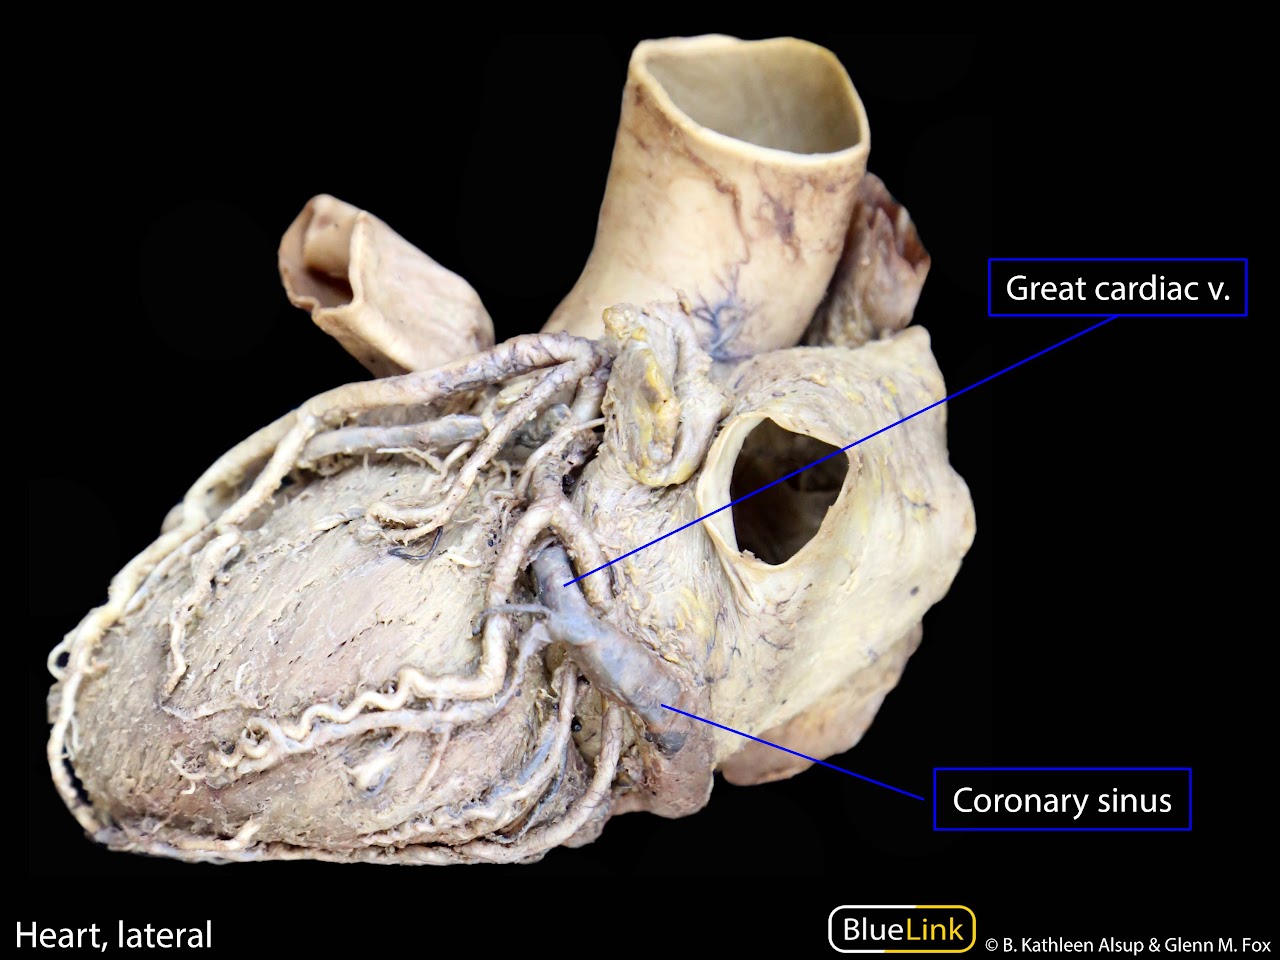 Great cardiac v.
Coronary sinus
Heart, lateral
BlueLink
© B. Kathleen Alsup & Glenn M. Fox